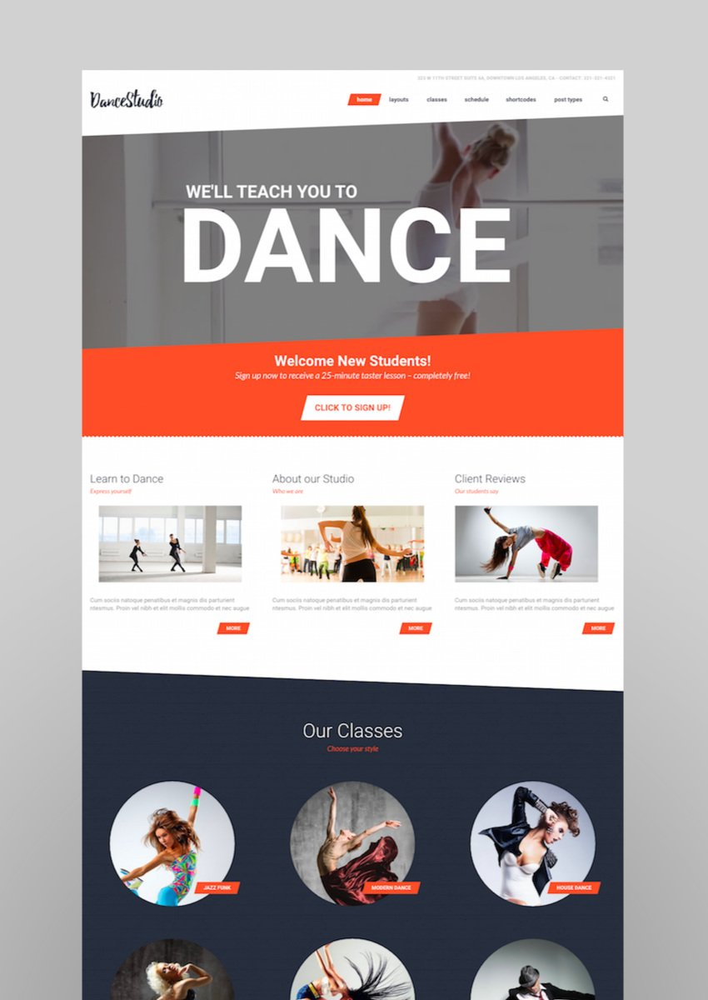 323 W 11TH STREET SUITE 4A, DOWNTOWN LOS ANGELES, CA - CONTACT: 321-321-4321
DanceStudio
home layouts classes schedule shortcodes post types
WE'LL TEACH YOU TO
DANCE
Welcome New Students!
Sign up now to receive a 25-minute taster lesson – completely free!
CLICK TO SIGN UP!
Learn to Dance
Express yourself
Cum sociis natoque penatibus et magnis dis parturient
ntesmus. Proin vel nibh et elit mollis commodo et nec augue
MORE
About our Studio
Who we are
Cum sociis natoque penatibus et magnis dis parturient
ntesmus. Proin vel nibh et elit mollis commodo et nec augue
MORE
Client Reviews
Our students say
Cum sociis natoque penatibus et magnis dis parturient
ntesmus. Proin vel nibh et elit mollis commodo et nec augue
MORE
Our Classes
Choose your style
JAZZ FUNK
MODERN DANCE
HOUSE DANCE